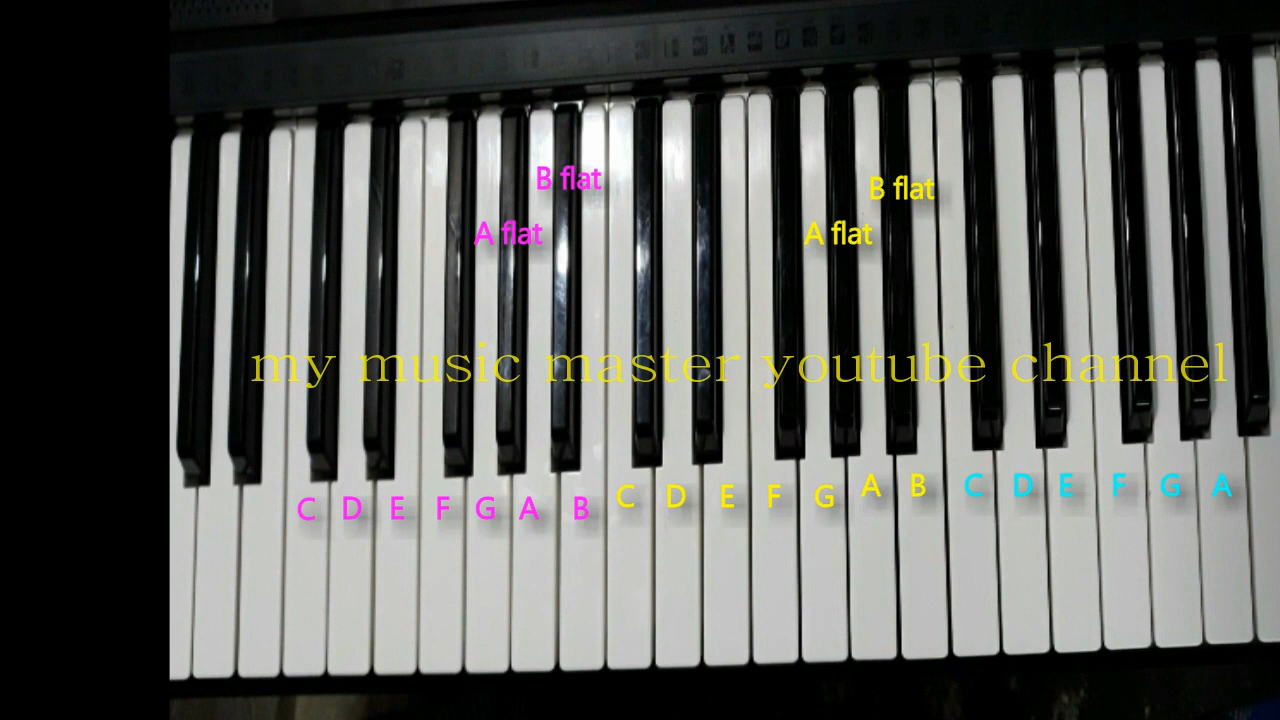 B flat
B flat
A flat
A flat
my music master youtube channel
C D E F G A B C D E F G A B C D E F G A